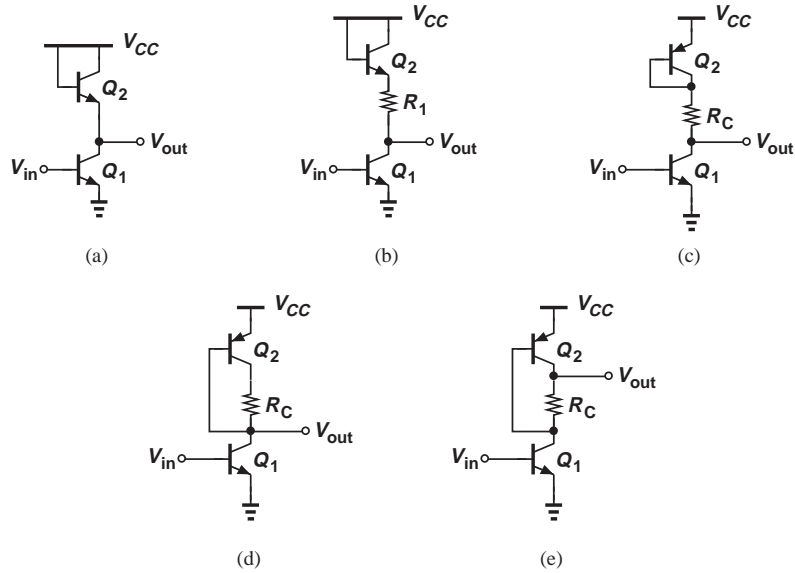 V_CC
Q_2
V_out
V_in
Q_1
(a)
V_CC
Q_2
R_1
V_out
V_in
Q_1
(b)
V_CC
Q_2
R_C
V_out
V_in
Q_1
(c)
V_CC
Q_2
R_C
V_out
V_in
Q_1
(d)
V_CC
Q_2
V_out
R_C
V_in
Q_1
(e)